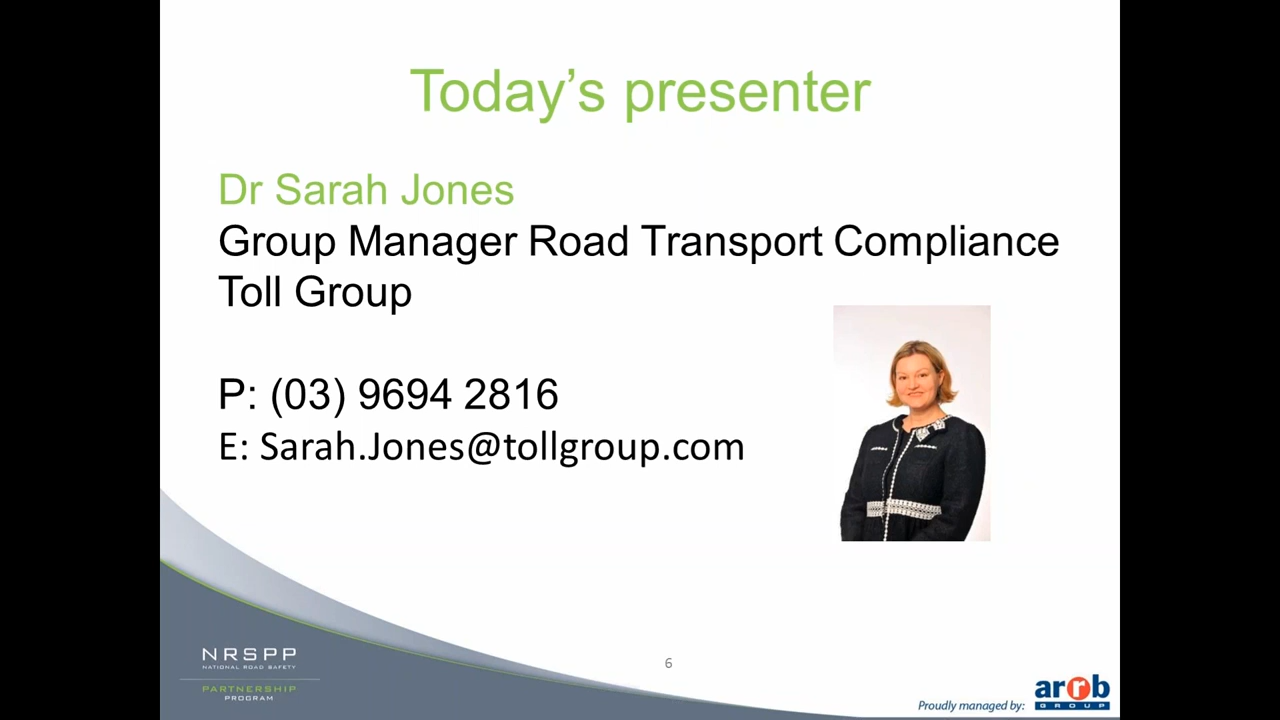 Today's presenter
Dr Sarah Jones
Group Manager Road Transport Compliance
Toll Group
P: (03) 9694 2816
E: Sarah.Jones@tollgroup.com
NRSPP
NATIONAL ROAD SAFETY
PARTNERSHIP
PROGRAM
6
Proudly managed by:
arrb
GROUP